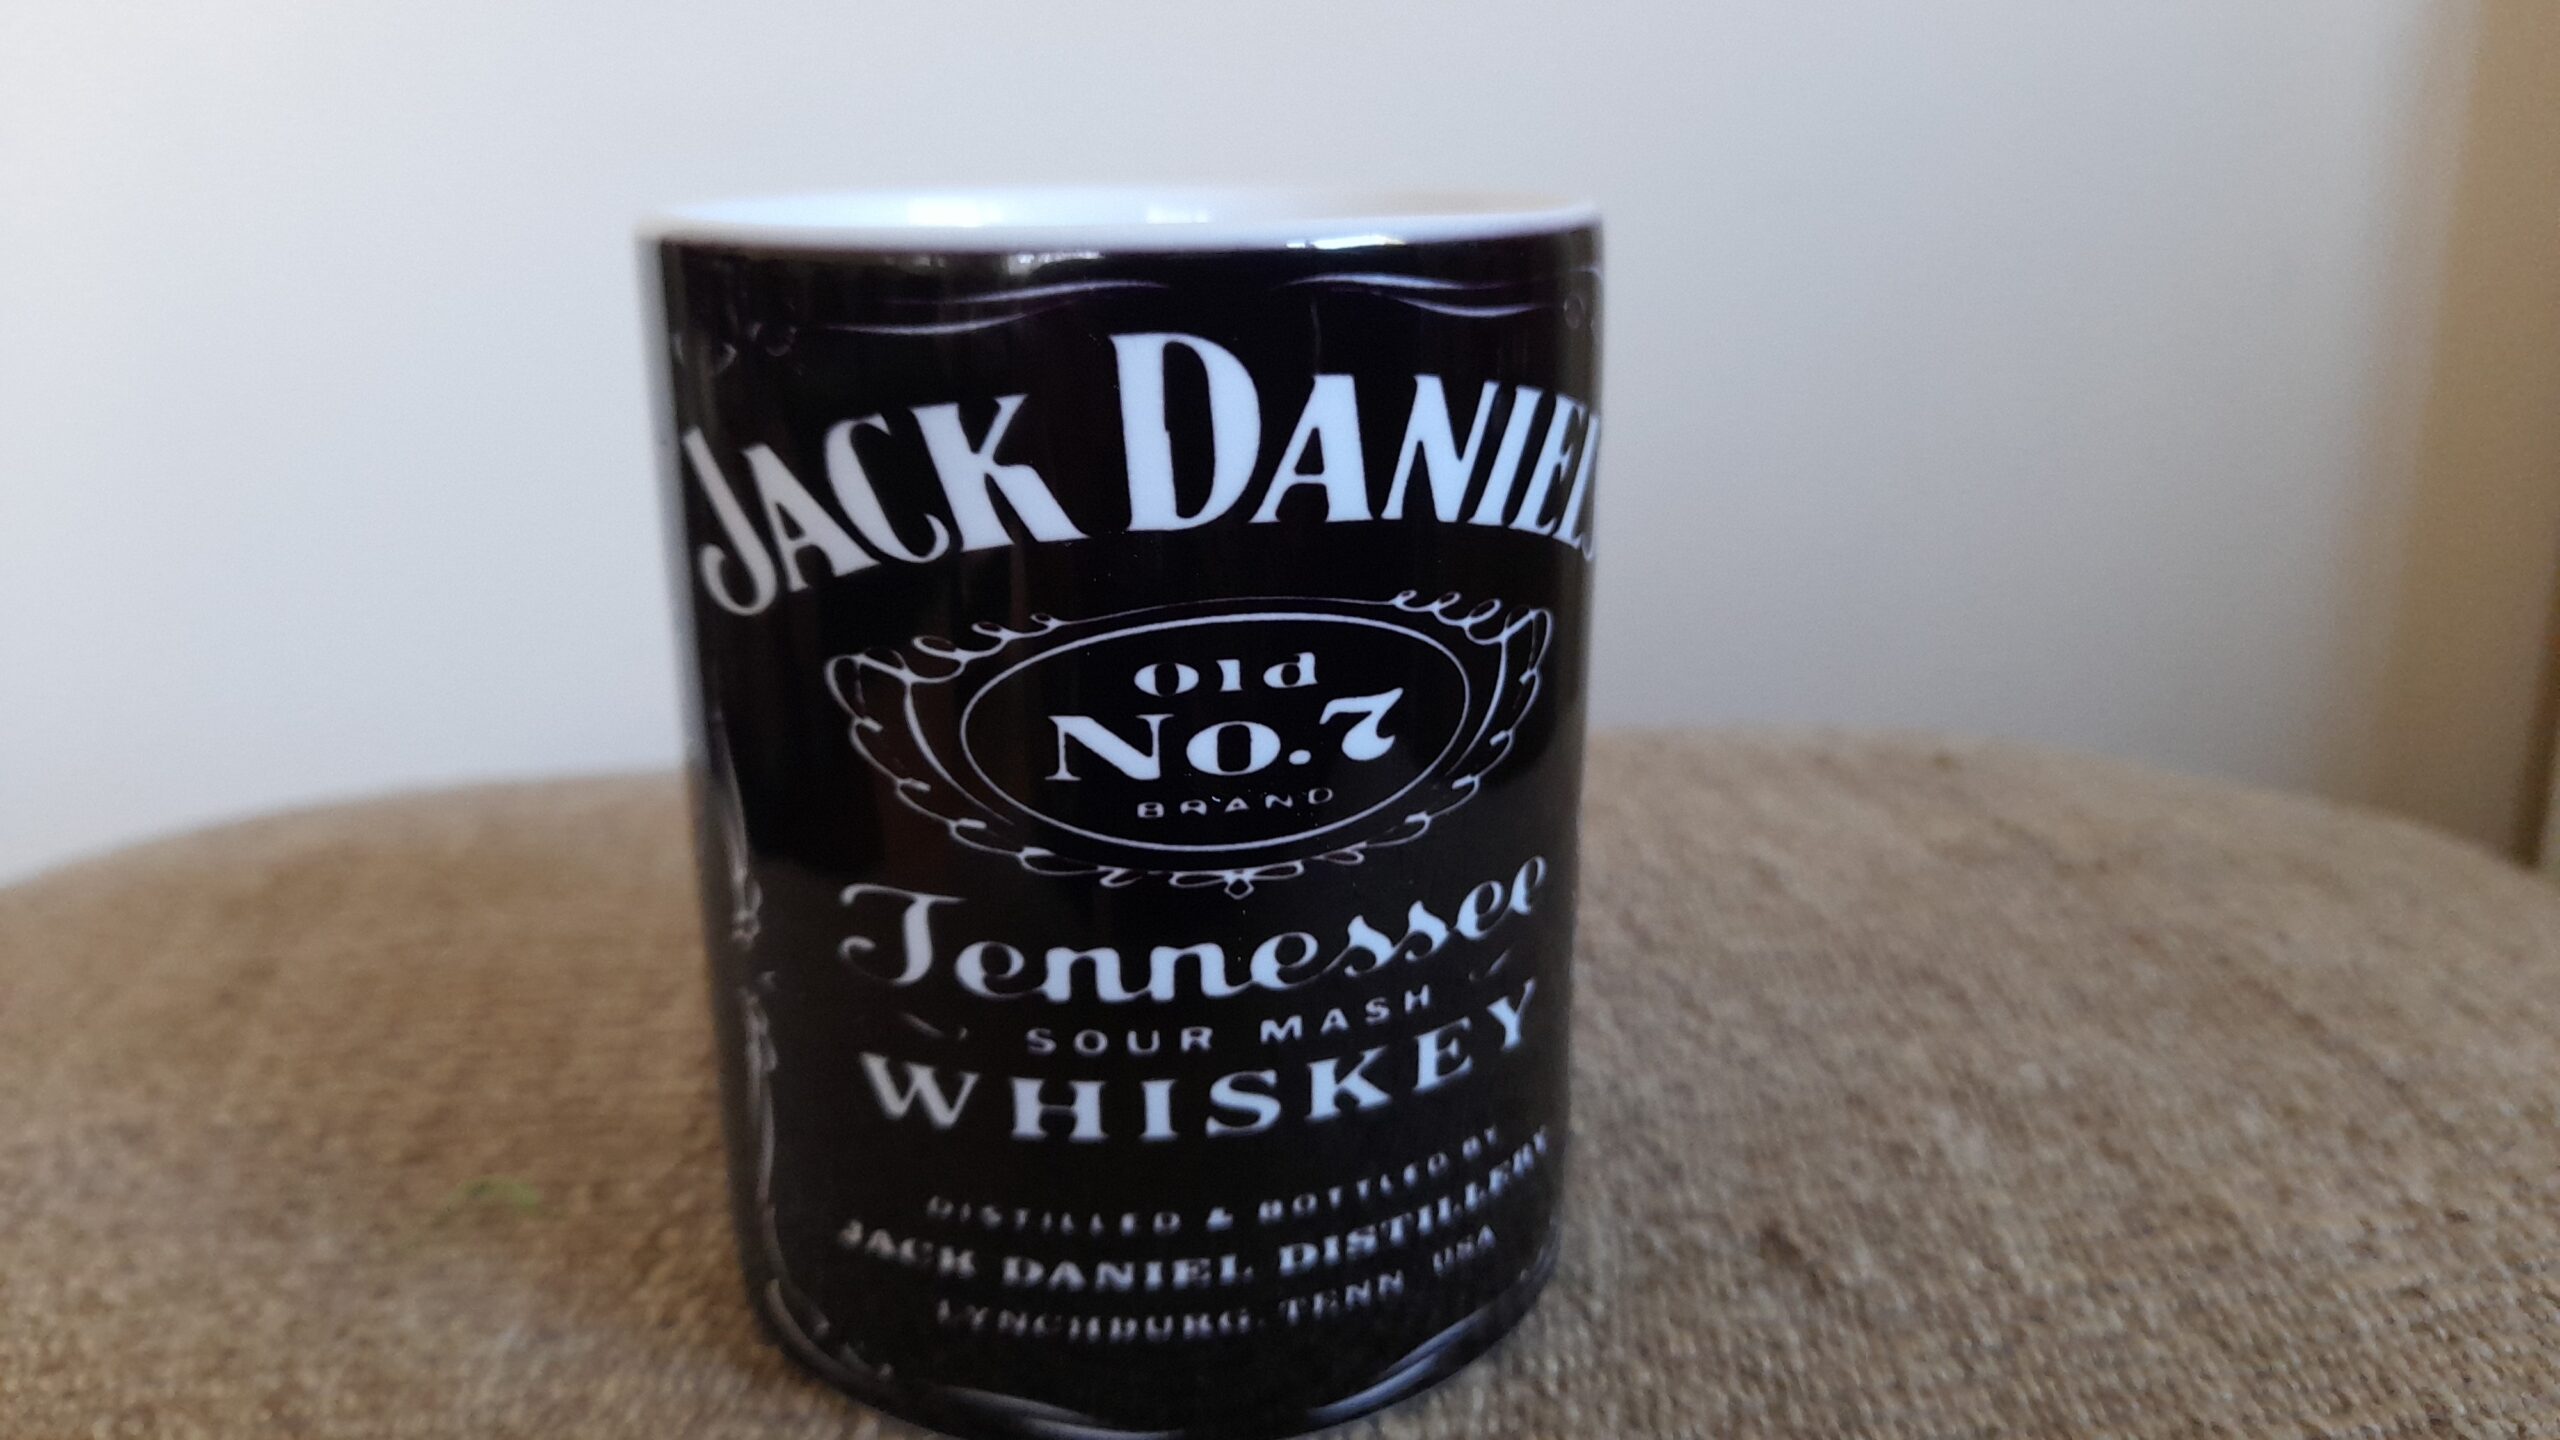 JACK DANIEL'S
Old
No.7
BRAND
Tennessee
SOUR MASH
WHISKEY
DISTILLED & BOTTLED BY
JACK DANIEL DISTILLERY
LYNCHBURG, TENN USA